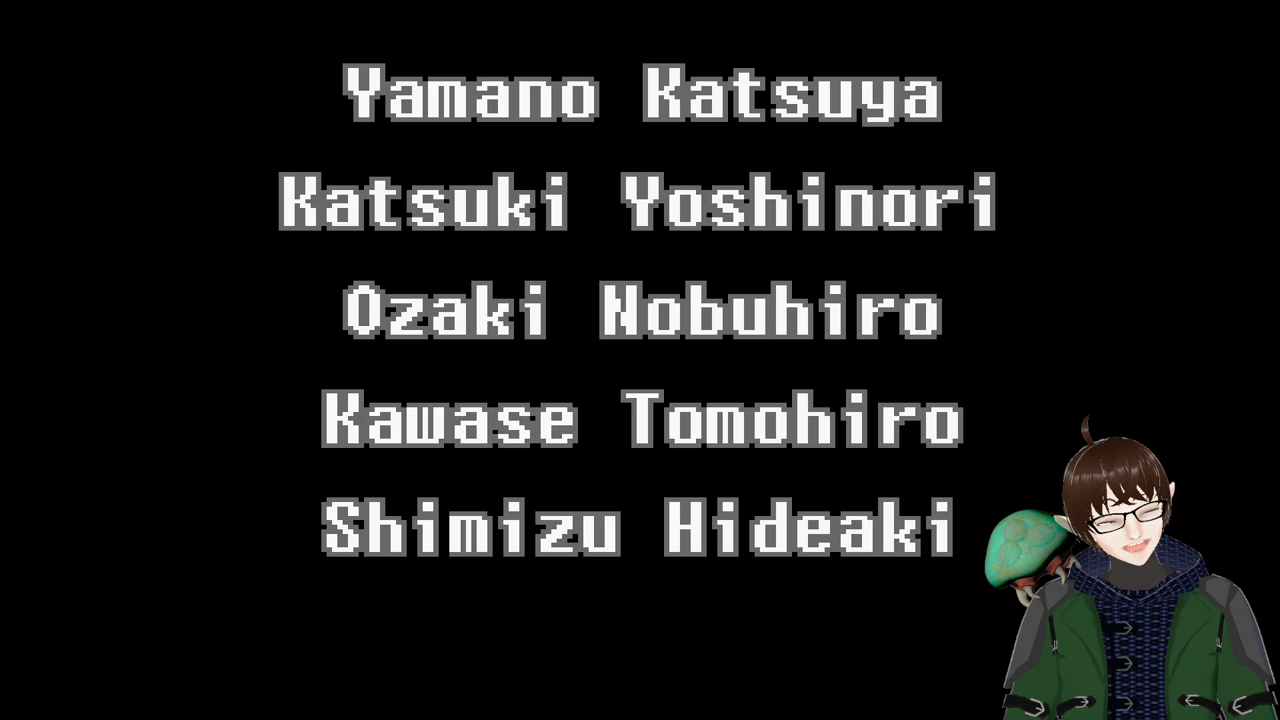 Yamano Katsuya
Katsuki Yoshinori
Ozaki Nobuhiro
Kawase Tomohiro
Shimizu Hideaki